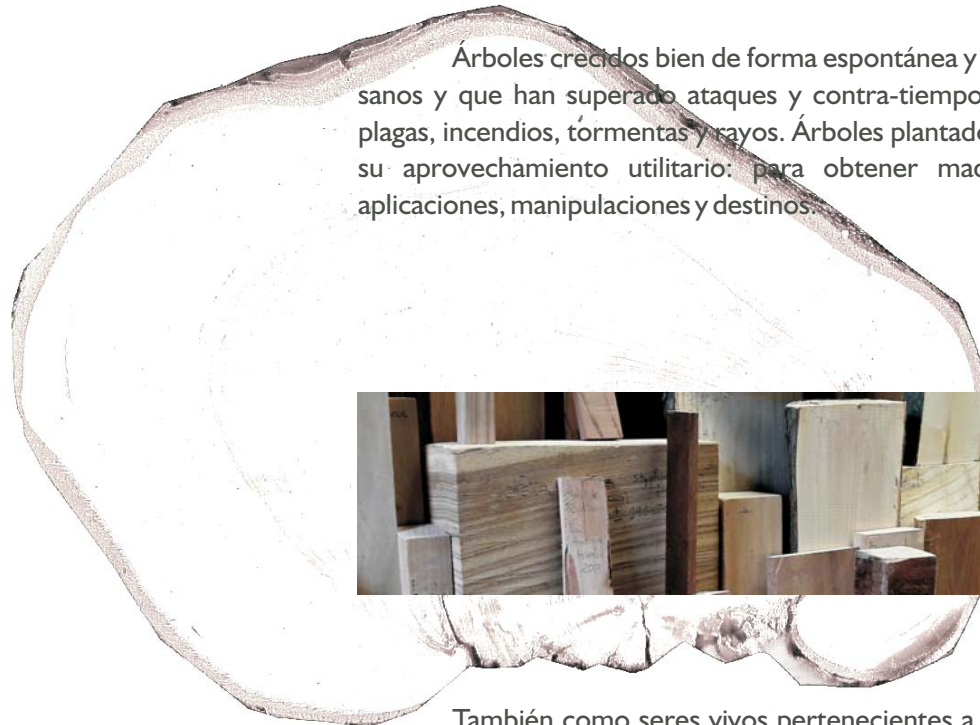 Árboles crecidos bien de forma espontánea y
sanos y que han superado ataques y contra-tiempo
plagas, incendios, tormentas y rayos. Árboles plantado
su aprovechamiento utilitario: para obtener mad
aplicaciones, manipulaciones y destinos.
2017
También como seres vivos pertenecientes a